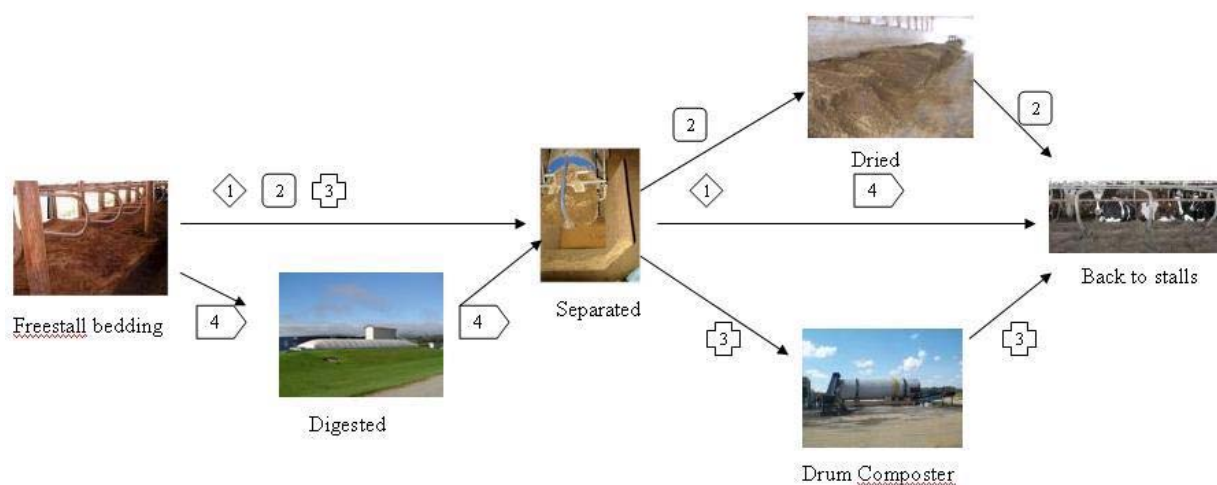 2
2
Dried
1
4
1
2
3
Freestall bedding
4
4
Separated
Back to stalls
3
3
Digested
Drum Composter